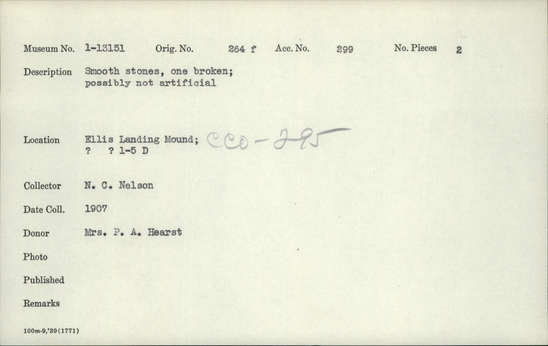 Museum No. 1-13151 Orig. No. 264 f Acc. No. 299 No. Pieces 2
Description Smooth stones, one broken;
possibly not artificial
Location Ellis Landing Mound; CCO-295
? ? 1-5 D
Collector N. C. Nelson
Date Coll. 1907
Donor Mrs. P. A. Hearst
Photo
Published
Remarks
100m-9,'39(1771)